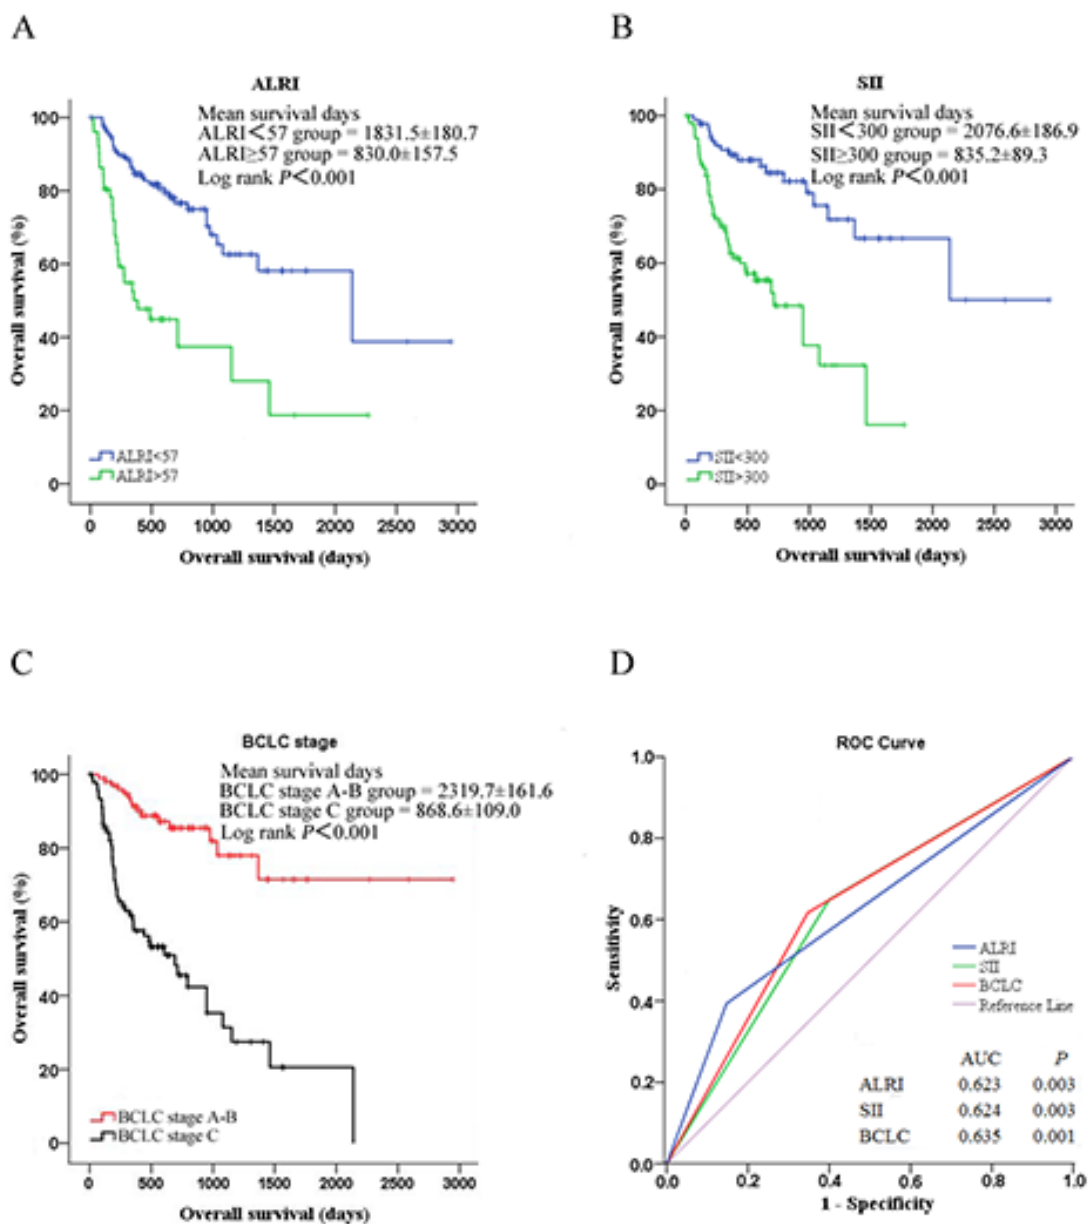 A
ALRI
Mean survival days
ALRI<57 group = 1831.5±180.7
ALRI≥57 group = 830.0±157.5
Log rank P<0.001
Overall survival (%)
100
80
60
40
20
0
ALRI<57
ALRI>57
0 500 1000 1500 2000 2500 3000
Overall survival (days)
B
SII
Mean survival days
SII<300 group = 2076.6±186.9
SII≥300 group = 835.2±89.3
Log rank P<0.001
Overall survival (%)
100
80
60
40
20
0
SII<300
SII>300
0 500 1000 1500 2000 2500 3000
Overall survival (days)
C
BCLC stage
Mean survival days
BCLC stage A-B group = 2319.7±161.6
BCLC stage C group = 868.6±109.0
Log rank P<0.001
Overall survival (%)
100
80
60
40
20
0
BCLC stage A-B
BCLC stage C
0 500 1000 1500 2000 2500 3000
Overall survival (days)
D
ROC Curve
Sensitivity
1.0
0.8
0.6
0.4
0.2
0.0
ALRI
SII
BCLC
Reference Line
AUC P
ALRI 0.623 0.003
SII 0.624 0.003
BCLC 0.635 0.001
0.0 0.2 0.4 0.6 0.8 1.0
1 - Specificity